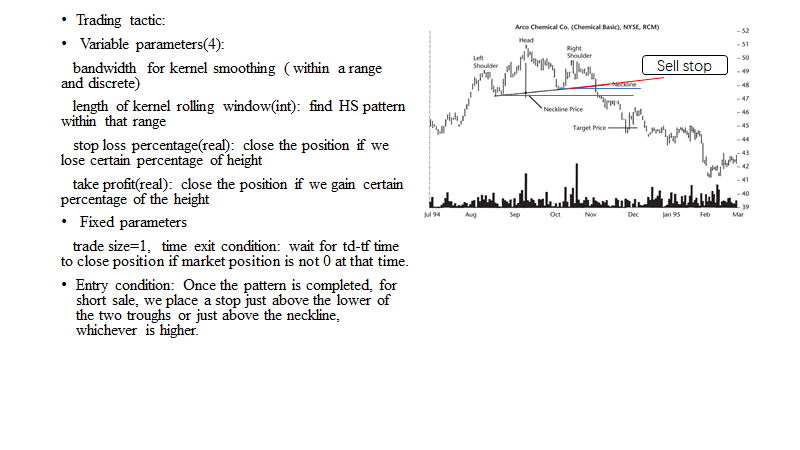 • Trading tactic:
• Variable parameters(4):
bandwidth for kernel smoothing ( within a range
and discrete)
length of kernel rolling window(int): find HS pattern
within that range
stop loss percentage(real): close the position if we
lose certain percentage of height
take profit(real): close the position if we gain certain
percentage of the height
• Fixed parameters
trade size=1, time exit condition: wait for td-tf time
to close position if market position is not 0 at that time.
• Entry condition: Once the pattern is completed, for
short sale, we place a stop just above the lower of
the two troughs or just above the neckline,
whichever is higher.
Arco Chemical Co. (Chemical Basic), NYSE, RCM)
Head
Left
Shoulder
Right
Shoulder
Sell stop
Neckline
Neckline Price
Target Price
52
51
50
49
48
47
46
45
44
43
42
41
40
39
Jul 94 Aug Sep Oct Nov Dec Jan 95 Feb Mar